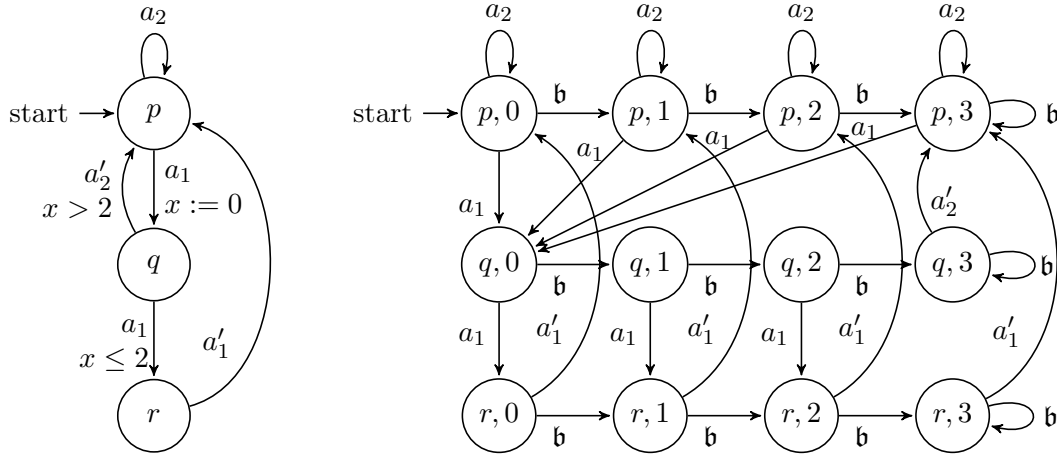 a₂ a₂ a₂ a₂ a₂
start p start p, 0 𝔟 p, 1 𝔟 p, 2 𝔟 p, 3 𝔟
a′₂ a₁ a₁ a₁ a₁
x > 2 x := 0 a₁ a′₂
q q, 0 q, 1 q, 2 q, 3 𝔟
𝔟 𝔟 𝔟
a₁ a′₁ a₁ a′₁ a₁ a′₁ a₁ a′₁ a′₁
x ≤ 2
r r, 0 r, 1 r, 2 r, 3 𝔟
𝔟 𝔟 𝔟